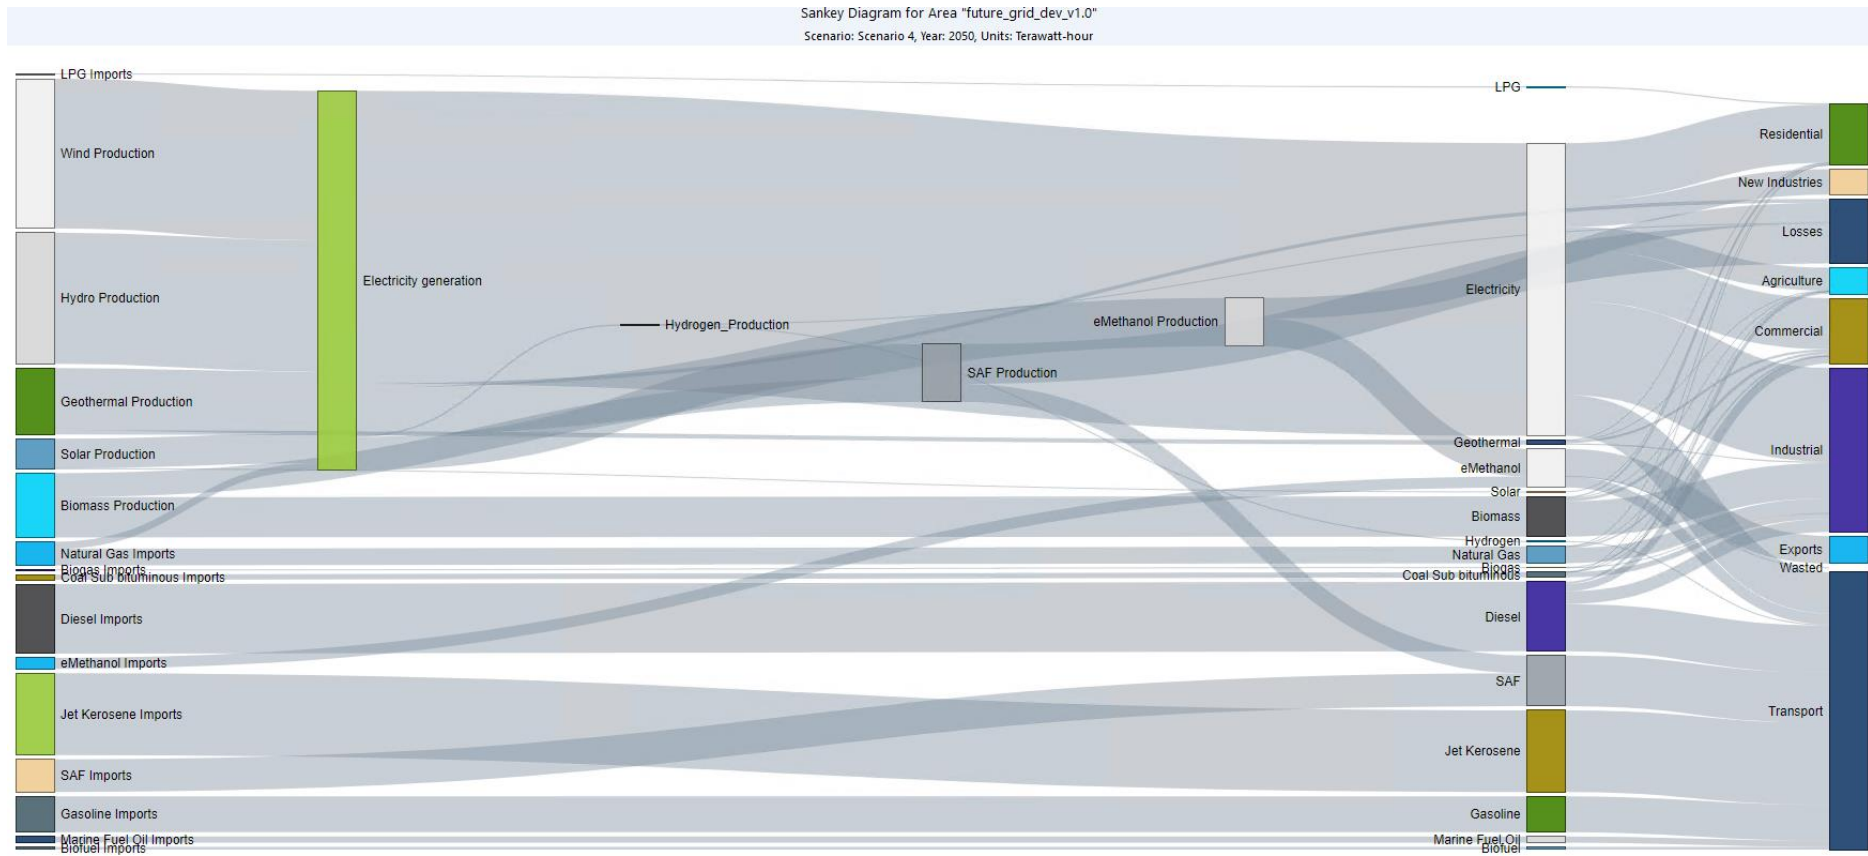 Sankey Diagram for Area "future_grid_dev_v1.0"
Scenario: Scenario 4, Year: 2050, Units: Terawatt-hour
LPG Imports
Wind Production
Hydro Production
Geothermal Production
Solar Production
Biomass Production
Natural Gas Imports
Biogas Imports
Coal Sub bituminous Imports
Diesel Imports
eMethanol Imports
Jet Kerosene Imports
SAF Imports
Gasoline Imports
Marine Fuel Oil Imports
Biofuel Imports
Electricity generation
Hydrogen_Production
SAF Production
eMethanol Production
LPG
Electricity
Geothermal
eMethanol
Solar
Biomass
Hydrogen
Natural Gas
Biogas
Coal Sub bituminous
Diesel
SAF
Jet Kerosene
Gasoline
Marine Fuel Oil
Biofuel
Residential
New Industries
Losses
Agriculture
Commercial
Industrial
Exports
Wasted
Transport